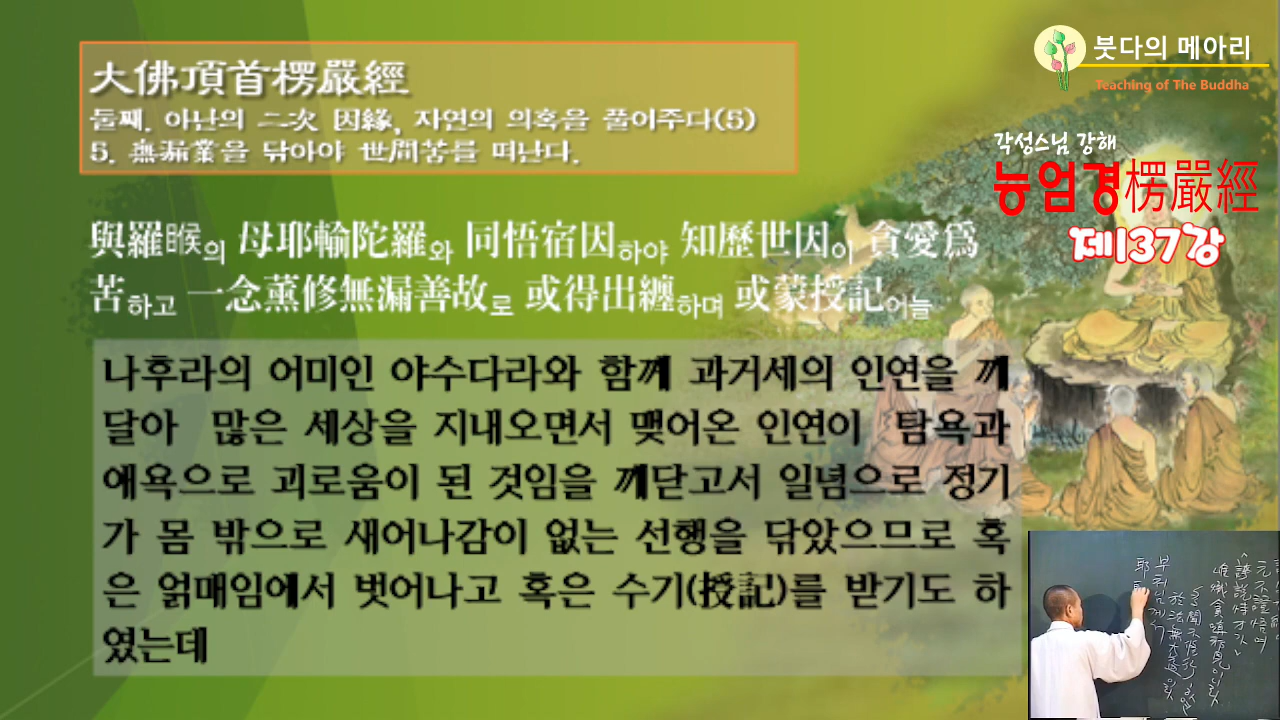 大佛頂首楞嚴經
둘째. 아난의 二次 因緣, 자연의 의혹을 풀어주다(5)
5. 無漏業을 닦아야 世間苦를 떠난다.
붓다의 메아리
Teaching of The Buddha
각성스님 강해
능엄경楞嚴經
제137강
與羅睺의 母耶輸陀羅와 同悟宿因하야 知歷世因이 貪愛爲
苦하고 一念薰修無漏善故로 或得出纏하며 或蒙授記어늘
나후라의 어미인 야수다라와 함께 과거세의 인연을 깨
달아 많은 세상을 지내오면서 맺어온 인연이 탐욕과
애욕으로 괴로움이 된 것임을 깨닫고서 일념으로 정기
가 몸 밖으로 새어나감이 없는 선행을 닦았으므로 혹
은 얽매임에서 벗어나고 혹은 수기(授記)를 받기도 하
였는데